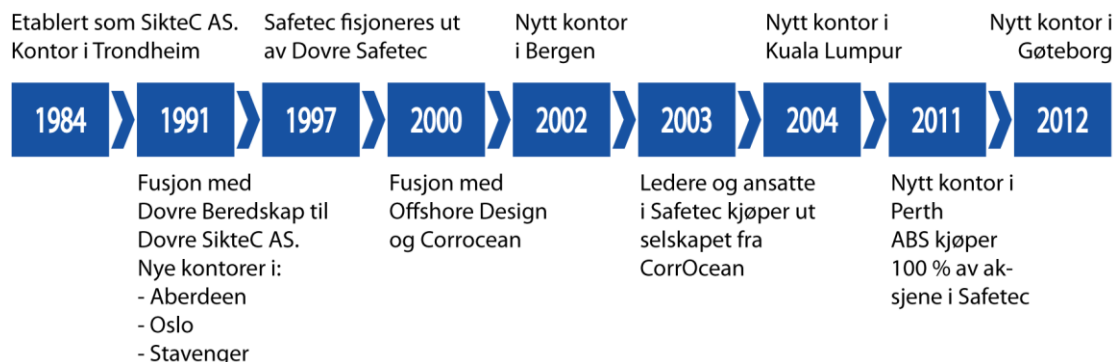 Etablert som SikteC AS.
Kontor i Trondheim
Safetec fisjoneres ut
av Dovre Safetec
Nytt kontor
i Bergen
Nytt kontor i
Kuala Lumpur
Nytt kontor i
Gøteborg
1984
1991
1997
2000
2002
2003
2004
2011
2012
Fusjon med
Dovre Beredskap til
Dovre SikteC AS.
Nye kontorer i:
- Aberdeen
- Oslo
- Stavenger
Fusjon med
Offshore Design
og Corrocean
Ledere og ansatte
i Safetec kjøper ut
selskapet fra
CorrOcean
Nytt kontor i
Perth
ABS kjøper
100 % av ak-
sjene i Safetec